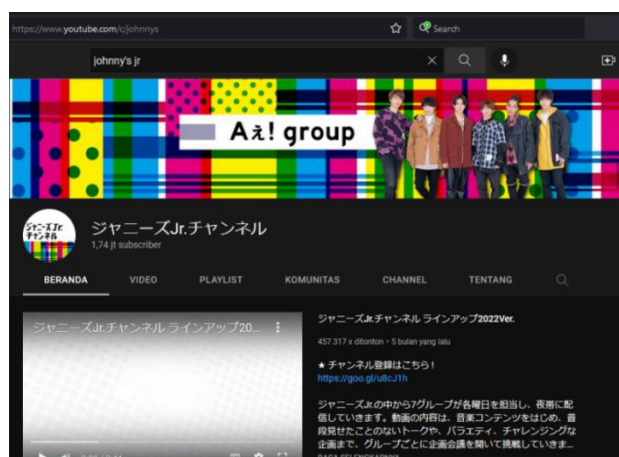 https://www.youtube.com/c/johnnys
Search
johnny's jr
Aぇ! group
ジャニーズJr.
チャンネル
ジャニーズJr.チャンネル
1,74 jt subscriber
BERANDA VIDEO PLAYLIST KOMUNITAS CHANNEL TENTANG
ジャニーズJr.チャンネル ラインアップ20...
ジャニーズJr.チャンネル ラインアップ2022Ver.
457.317 x ditonton • 5 bulan yang lalu
★ チャンネル登録はこちら!
https://goo.gl/u8cJ1h
ジャニーズJr.の中から7グループが各曜日を担当し、夜帯に配
信していきます。動画の内容は、音楽コンテンツをはじめ、普
段見せたことのないトークや、バラエティ、チャレンジングな
企画まで、グループごとに企画会議を開いて挑戦していきま...